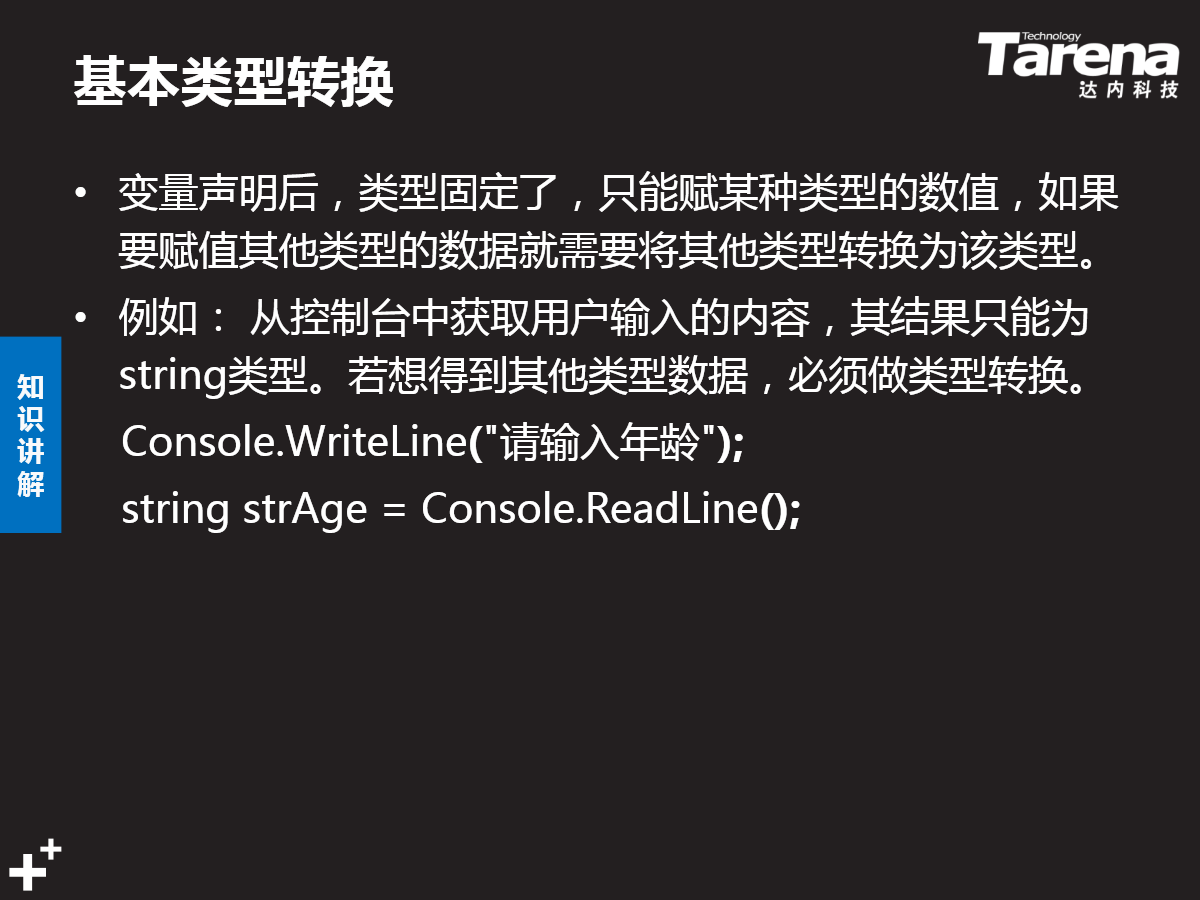 基本类型转换
Technology
Tarena
达内科技
• 变量声明后，类型固定了，只能赋某种类型的数值，如果
要赋值其他类型的数据就需要将其他类型转换为该类型。
• 例如： 从控制台中获取用户输入的内容，其结果只能为
string类型。若想得到其他类型数据，必须做类型转换。
Console.WriteLine("请输入年龄");
string strAge = Console.ReadLine();
知识讲解